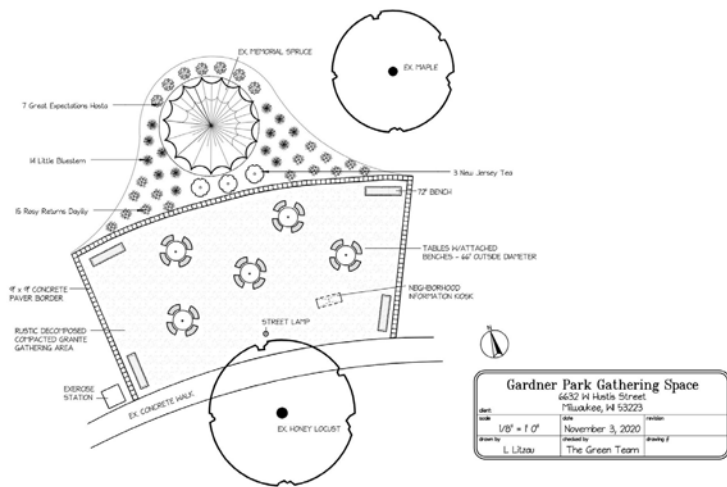 EX. MEMORIAL SPRUCE
EX. MAPLE
7 Great Expectations Hosta
14 Little Bluestem
3 New Jersey Tea
72" BENCH
15 Rosy Returns Daylily
TABLES W/ATTACHED
BENCHES - 66" OUTSIDE DIAMETER
9" x 9" CONCRETE
PAVER BORDER
NEIGHBORHOOD
INFORMATION KIOSK
STREET LAMP
RUSTIC DECOMPOSED
COMPACTED GRANITE
GATHERING AREA
N
EXERCISE
STATION
EX. CONCRETE WALK
EX. HONEY LOCUST
Gardner Park Gathering Space
6632 W Hustis Street
Milwaukee, WI 53223
client
scale
date
revision
1/8" = 1' 0"
November 3, 2020
drawn by
checked by
drawing #
L. Litzau
The Green Team